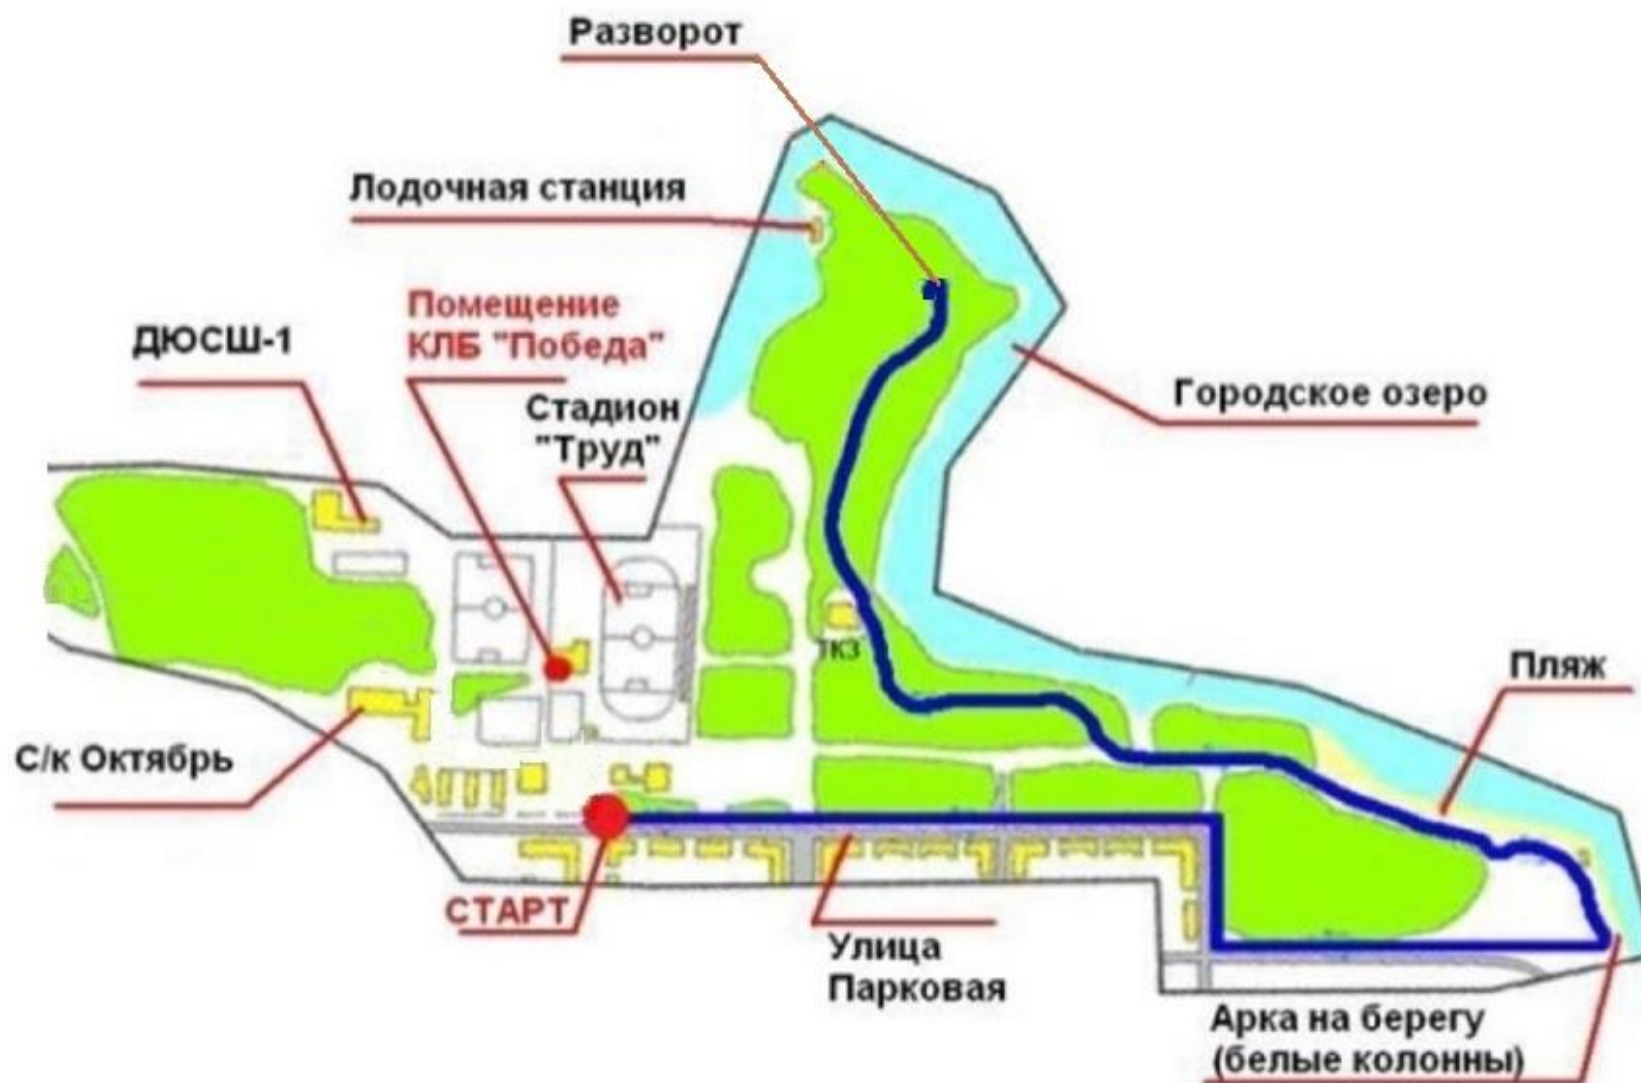 Разворот
Лодочная станция
Помещение
КЛБ "Победа"
ДЮСШ-1
Стадион
"Труд"
Городское озеро
ТКЗ
Пляж
С/к Октябрь
СТАРТ
Улица
Парковая
Арка на берегу
(белые колонны)